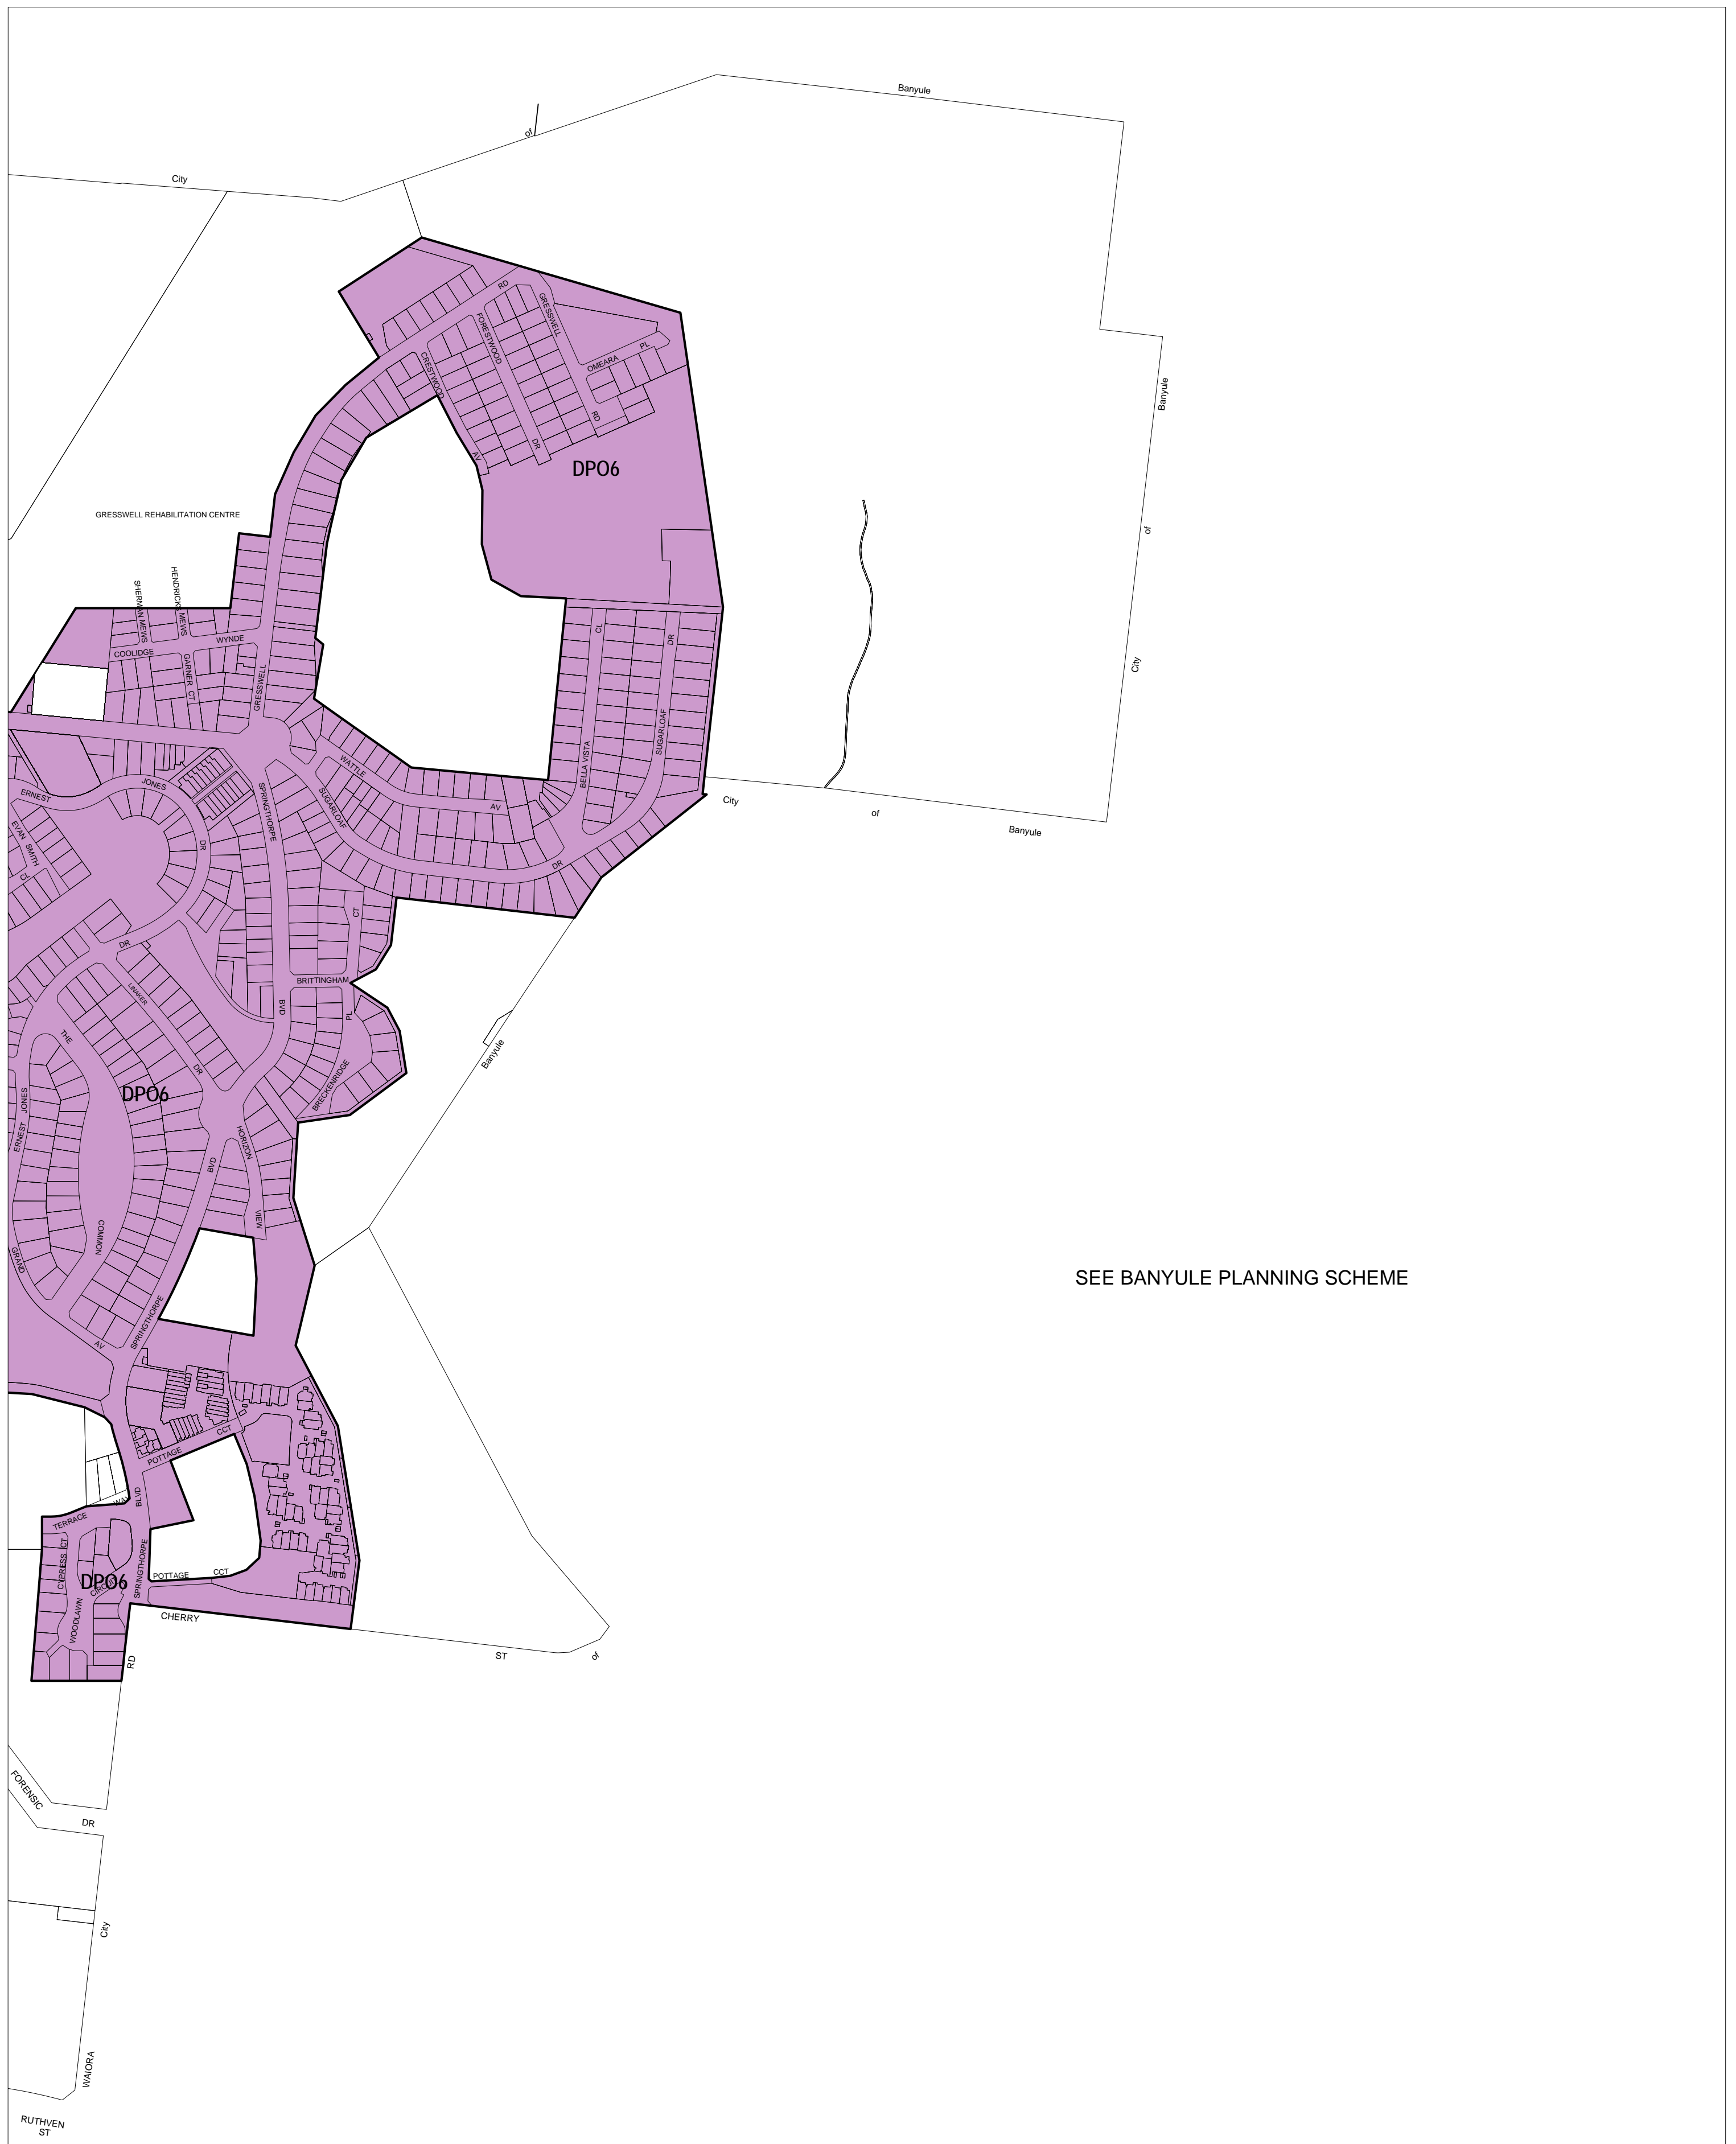 Banyule
of
City
RD
GRESSWELL
FORESTWOOD
CRESTWOOD
OMEARA
PL
Banyule
RD
DR
AV
DPO6
GRESSWELL REHABILITATION CENTRE
of
SHERMAN MEWS
HENDRICKS MEWS
WYNDE
COOLIDGE
GARNER CT
GRESSWELL
CL
DR
City
BELLA VISTA
SUGARLOAF
WATTLE
JONES
ERNEST
SPRINGTHORPE
SUGARLOAF
AV
City
of
Banyule
EVAN SMITH
CL
DR
DR
CT
DR
BRITTINGHAM
LINAKER
BVD
PL
THE
DR
Banyule
BRECKENRIDGE
DPO6
ERNEST JONES
HORIZON
BVD
VIEW
COMMON
GRAND
SPRINGTHORPE
AV
SEE BANYULE PLANNING SCHEME
CCT
POTTAGE
BLVD
WAY
TERRACE
CYPRESS CT
SPRINGTHORPE
POTTAGE
CCT
DPO6
CIRCUIT
WOODLAWN
CHERRY
ST
of
RD
FORENSIC
DR
City
WAIORA
RUTHVEN
ST